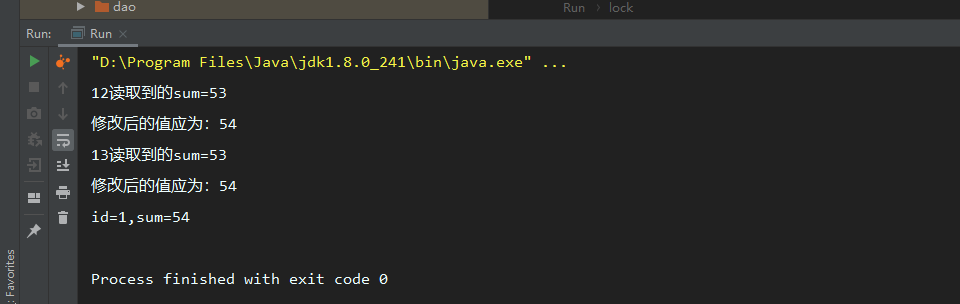 dao
Run > lock
Run: Run ×
"D:\Program Files\Java\jdk1.8.0_241\bin\java.exe" ...
12读取到的sum=53
修改后的值应为：54
13读取到的sum=53
修改后的值应为：54
id=1,sum=54
Process finished with exit code 0
Favorites